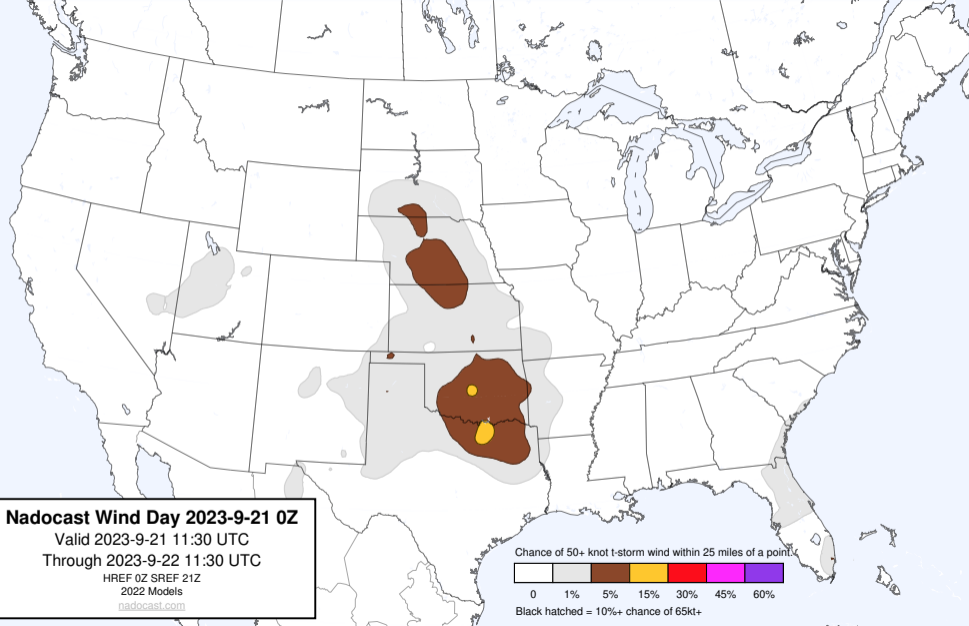 Nadocast Wind Day 2023-9-21 0Z
Valid 2023-9-21 11:30 UTC
Through 2023-9-22 11:30 UTC
HREF 0Z SREF 21Z
2022 Models
nadocast.com
Chance of 50+ knot t-storm wind within 25 miles of a point.
0 1% 5% 15% 30% 45% 60%
Black hatched = 10%+ chance of 65kt+